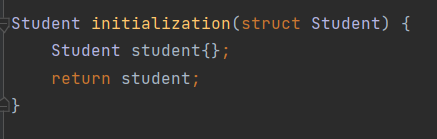 Student initialization(struct Student) {
    Student student{};
    return student;
}